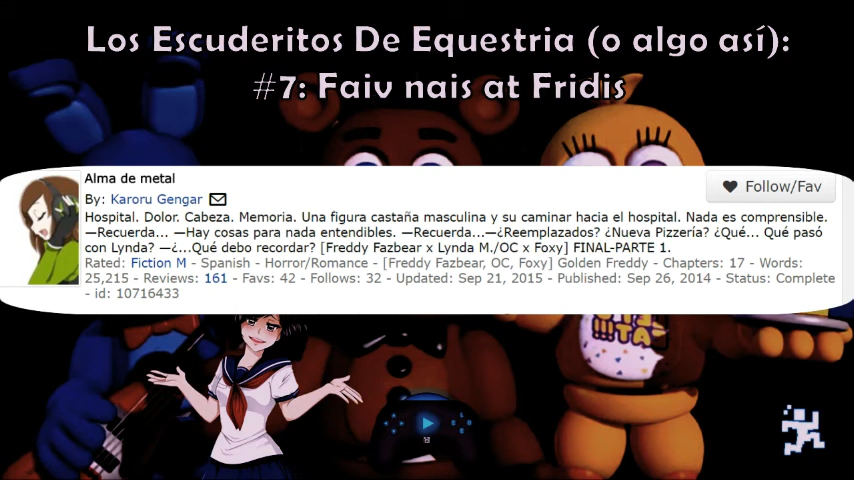 Los Escuderitos De Equestria (o algo así):
#7: Faiv nais at Fridis
Alma de metal
By: Karoru Gengar
Follow/Fav
Hospital. Dolor. Cabeza. Memoria. Una figura castaña masculina y su caminar hacia el hospital. Nada es comprensible.
—Recuerda... —Hay cosas para nada entendibles. —Recuerda...—¿Reemplazados? ¿Nueva Pizzería? ¿Qué... Qué pasó
con Lynda? —¿...Qué debo recordar? [Freddy Fazbear x Lynda M./OC x Foxy] FINAL-PARTE 1.
Rated: Fiction M - Spanish - Horror/Romance - [Freddy Fazbear, OC, Foxy] Golden Freddy - Chapters: 17 - Words:
25,215 - Reviews: 161 - Favs: 42 - Follows: 32 - Updated: Sep 21, 2015 - Published: Sep 26, 2014 - Status: Complete
- id: 10716433